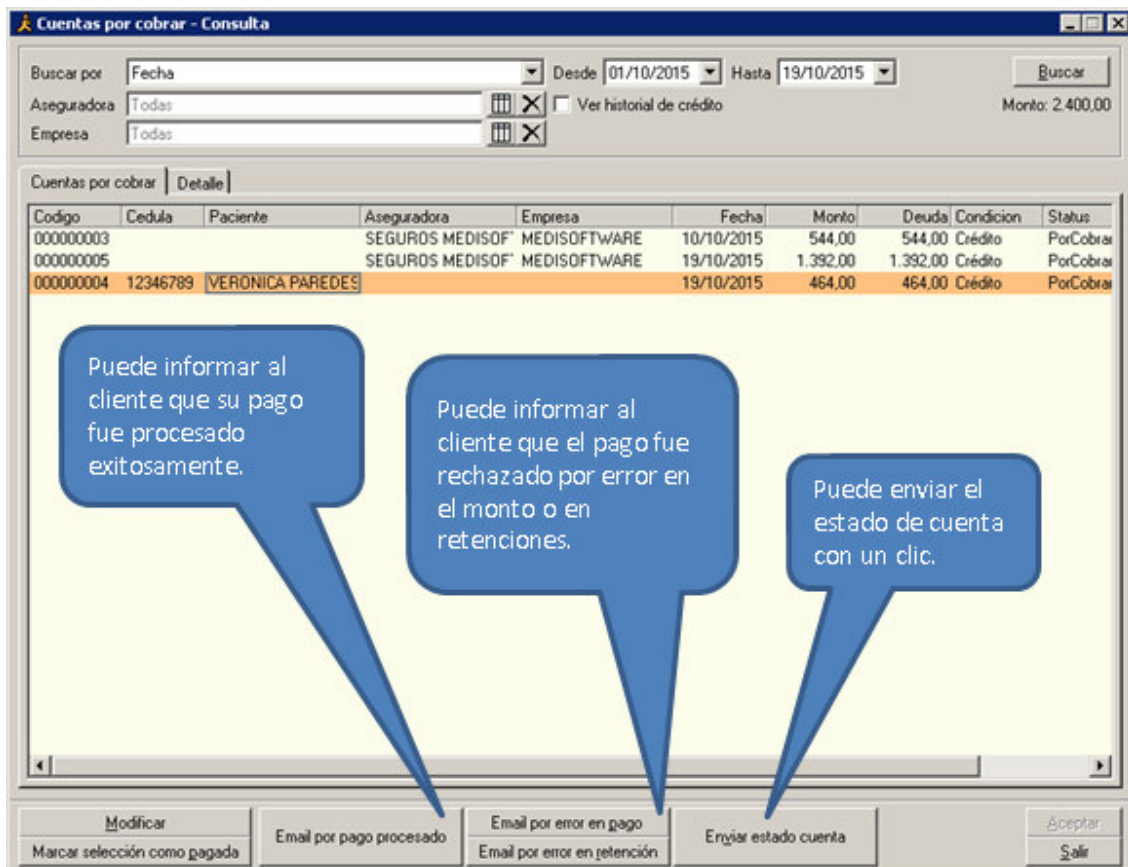 Cuentas por cobrar - Consulta
Buscar por Fecha Desde 01/10/2015 Hasta 19/10/2015 Buscar
Aseguradora Todas Ver historial de crédito Monto: 2.400,00
Empresa Todas
Cuentas por cobrar Detalle
Codigo Cedula Paciente Aseguradora Empresa Fecha Monto Deuda Condicion Status
000000003 SEGUROS MEDISOF MEDISOFTWARE 10/10/2015 544,00 544,00 Crédito PorCobrar
000000005 SEGUROS MEDISOF MEDISOFTWARE 19/10/2015 1.392,00 1.392,00 Crédito PorCobrar
000000004 12346789 VERONICA PAREDES 19/10/2015 464,00 464,00 Crédito PorCobrar
Puede informar al
cliente que su pago
fue procesado
exitosamente.
Puede informar al
cliente que el pago fue
rechazado por error en
el monto o en
retenciones.
Puede enviar el
estado de cuenta
con un clic.
Modificar
Marcar selección como pagada
Email por pago procesado
Email por error en pago
Email por error en retención
Enviar estado cuenta
Aceptar
Salir